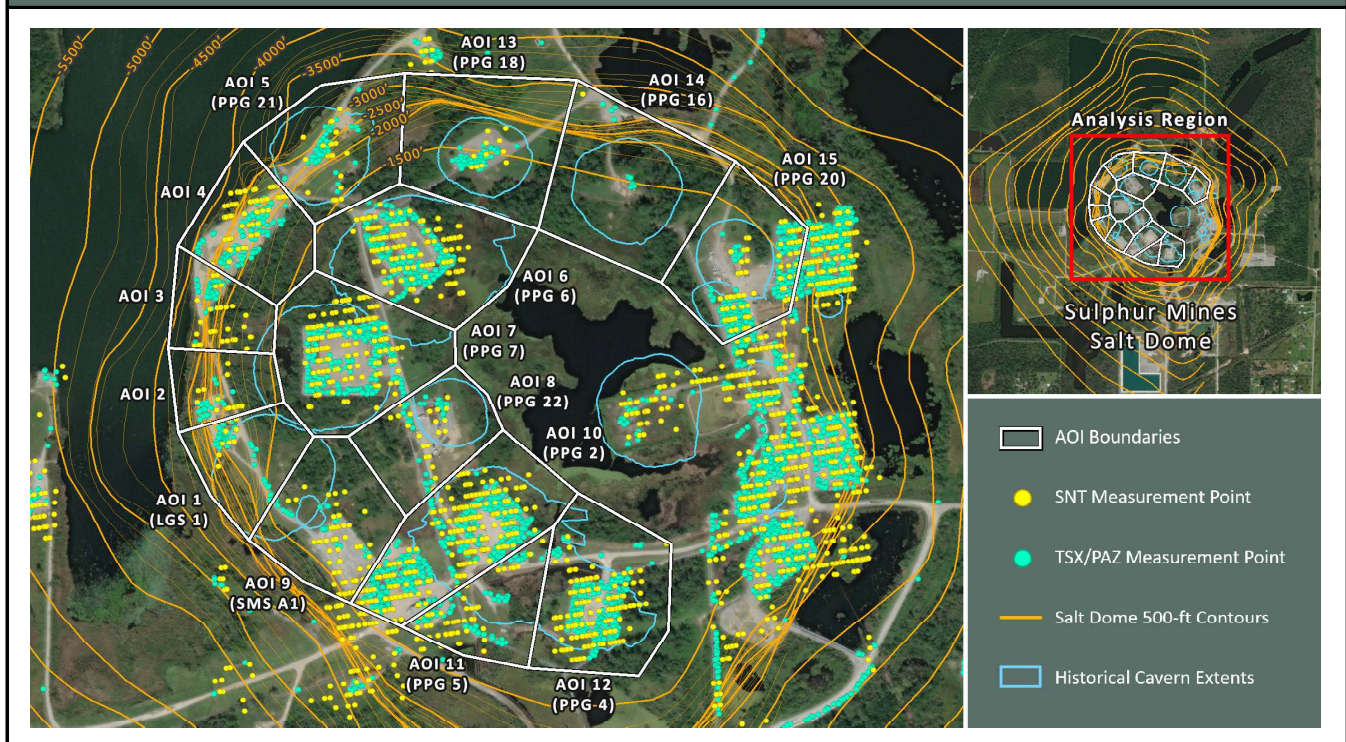 -5500'
-5000'
-4500'
-4000'
-3500'
-3000'
-2500'
-2000'
-1500'
AOI 13
(PPG 18)
AOI 5
(PPG 21)
AOI 14
(PPG 16)
AOI 15
(PPG 20)
AOI 4
AOI 3
AOI 2
AOI 1
(LGS 1)
AOI 6
(PPG 6)
AOI 7
(PPG 7)
AOI 8
(PPG 22)
AOI 10
(PPG 2)
AOI 9
(SMS A1)
AOI 11
(PPG 5)
AOI 12
(PPG 4)
Analysis Region
Sulphur Mines
Salt Dome
AOI Boundaries
SNT Measurement Point
TSX/PAZ Measurement Point
Salt Dome 500-ft Contours
Historical Cavern Extents